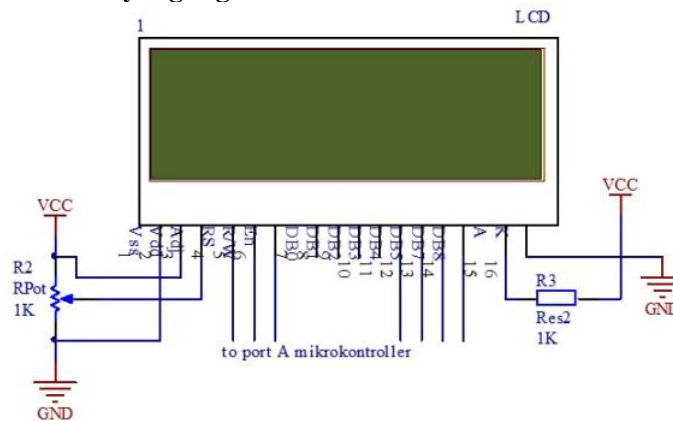 LCD
1
VCC
VCC
Vss
Vdd
Adj
RS
R/W
En
DB0
DB1
DB2
DB3
DB4
DB5
DB7
DB8
A
K
1
2
3
4
5
6
7
8
9
10
11
12
13
14
15
16
R2
RPot
1K
R3
Res2
1K
GND
to port A mikrokontroller
GND